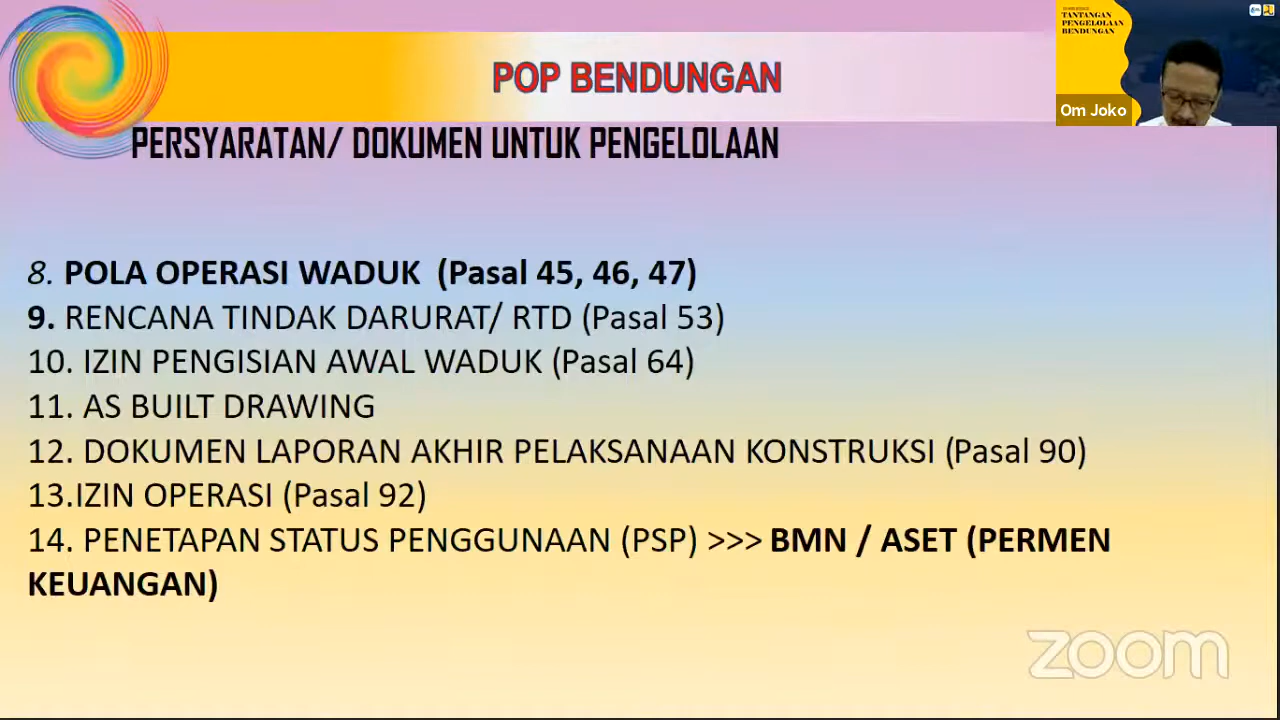 POP BENDUNGAN
TANTANGAN
PENGELOLAAN
BENDUNGAN
Om Joko
PERSYARATAN/ DOKUMEN UNTUK PENGELOLAAN
8. POLA OPERASI WADUK (Pasal 45, 46, 47)
9. RENCANA TINDAK DARURAT/ RTD (Pasal 53)
10. IZIN PENGISIAN AWAL WADUK (Pasal 64)
11. AS BUILT DRAWING
12. DOKUMEN LAPORAN AKHIR PELAKSANAAN KONSTRUKSI (Pasal 90)
13.IZIN OPERASI (Pasal 92)
14. PENETAPAN STATUS PENGGUNAAN (PSP) >>> BMN / ASET (PERMEN
KEUANGAN)
zoom